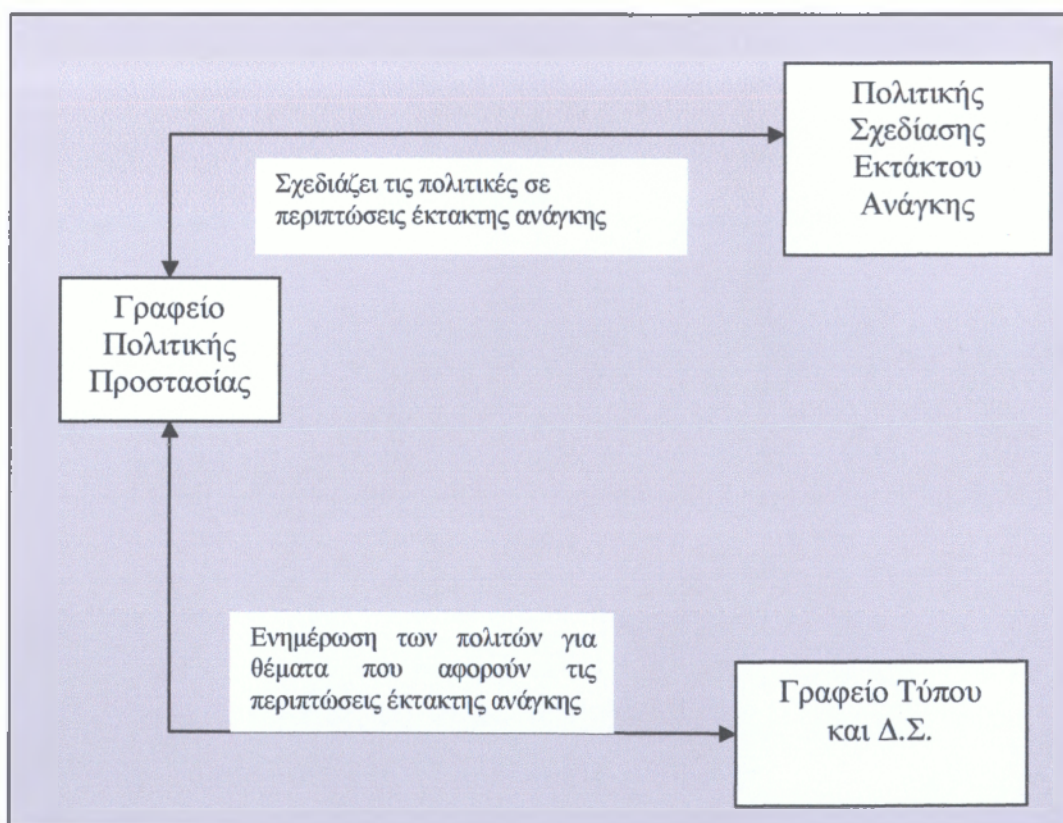 Πολιτικής
Σχεδίασης
Εκτάκτου
Ανάγκης
Σχεδιάζει τις πολιτικές σε
περιπτώσεις έκτακτης ανάγκης
Γραφείο
Πολιτικής
Προστασίας
Ενημέρωση των πολιτών για
θέματα που αφορούν τις
περιπτώσεις έκτακτης ανάγκης
Γραφείο Τύπου
και Δ.Σ.